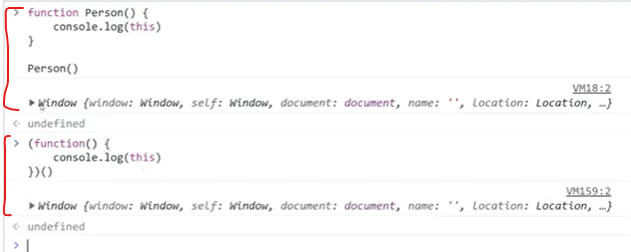 > function Person() {
console.log(this)
}
Person()
VM18:2
▶ Window {window: Window, self: Window, document: document, name: '', location: Location, …}
<· undefined
> (function() {
console.log(this)
})()
VM159:2
▶ Window {window: Window, self: Window, document: document, name: '', location: Location, …}
<· undefined
>